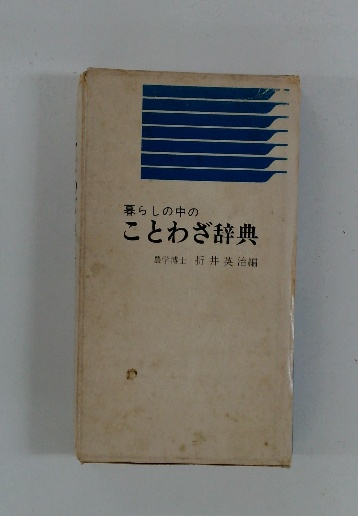 暮らしの中の
ことわざ辞典
農学博士 折井英治編